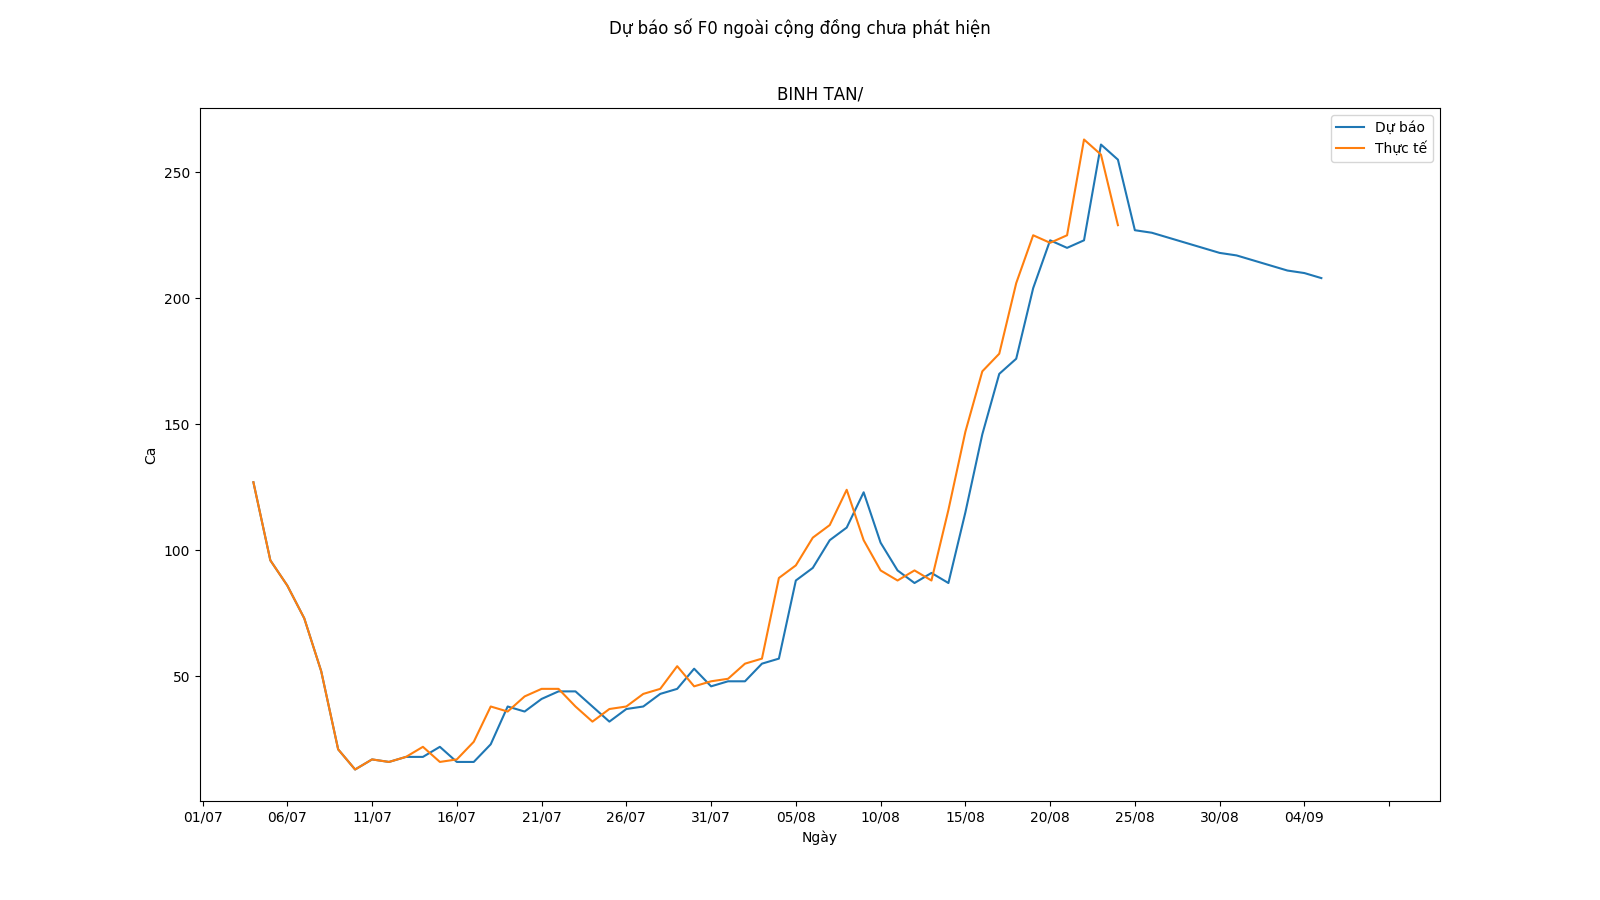 Dự báo số F0 ngoài cộng đồng chưa phát hiện
BINH TAN/
Dự báo
Thực tế
250
200
150
100
50
Ca
01/07 06/07 11/07 16/07 21/07 26/07 31/07 05/08 10/08 15/08 20/08 25/08 30/08 04/09
Ngày